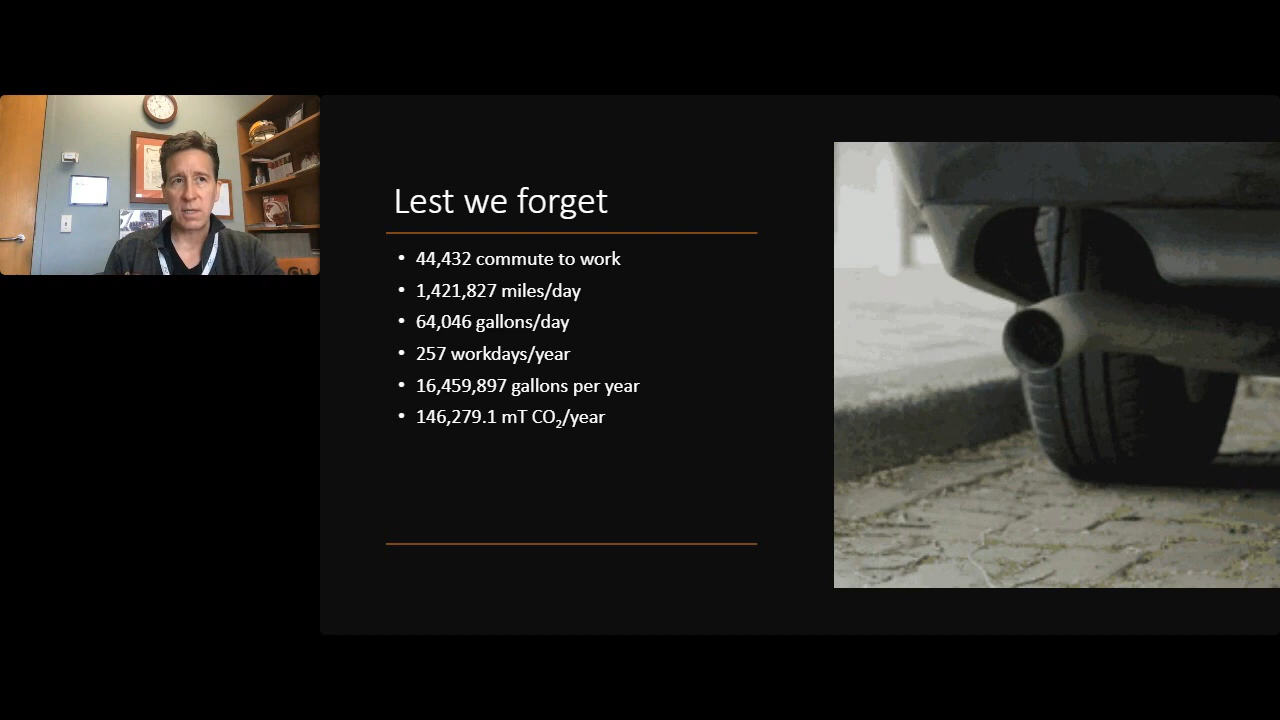 Lest we forget
• 44,432 commute to work
• 1,421,827 miles/day
• 64,046 gallons/day
• 257 workdays/year
• 16,459,897 gallons per year
• 146,279.1 mT CO₂/year